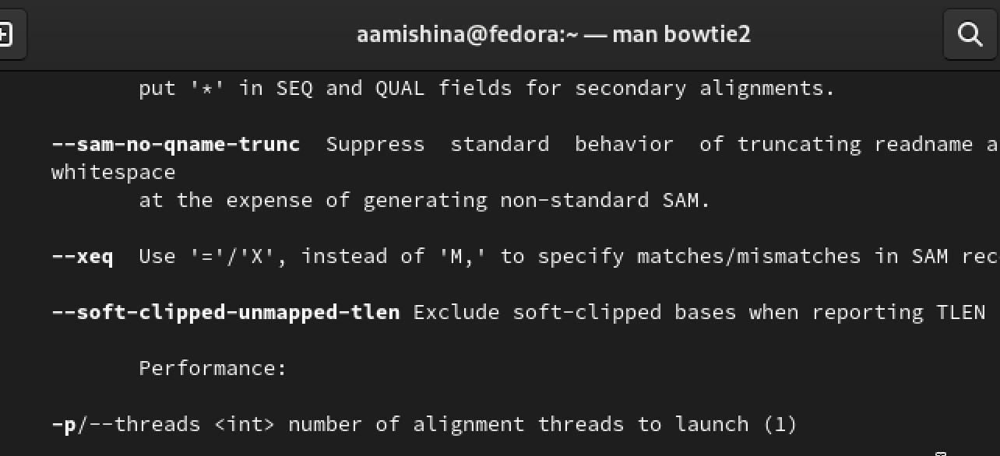 aamishina@fedora:~ — man bowtie2
put '*' in SEQ and QUAL fields for secondary alignments.
--sam-no-qname-trunc Suppress standard behavior of truncating readname
whitespace
at the expense of generating non-standard SAM.
--xeq Use '='/'X', instead of 'M,' to specify matches/mismatches in SAM
--soft-clipped-unmapped-tlen Exclude soft-clipped bases when reporting TLEN
Performance:
-p/--threads <int> number of alignment threads to launch (1)